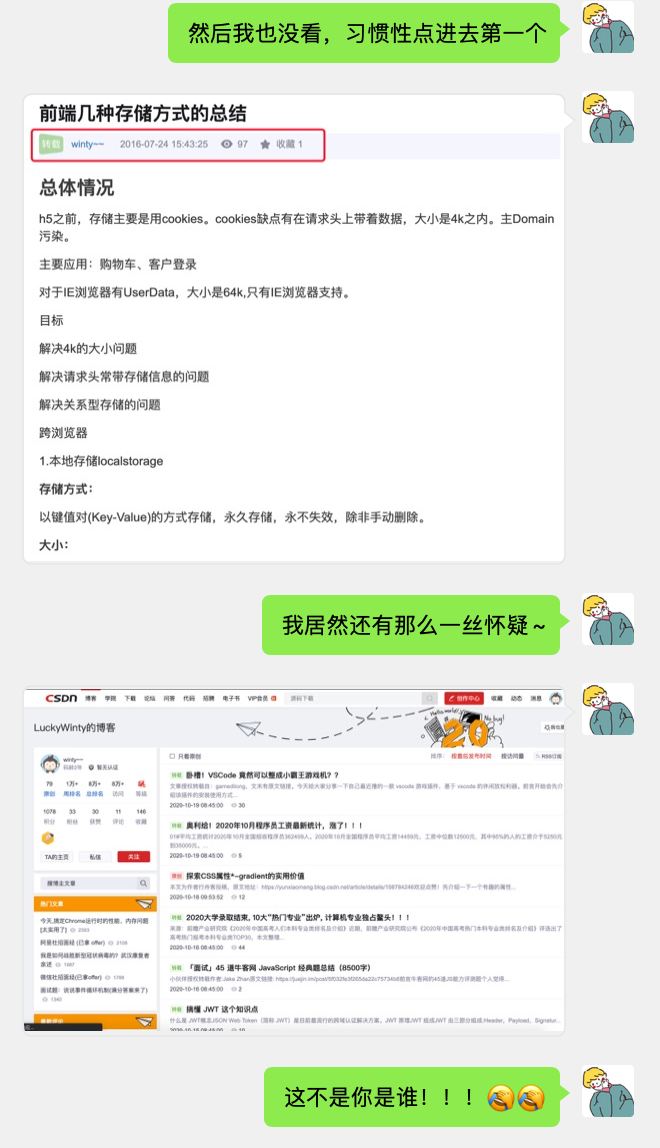 然后我也没看，习惯性点进去第一个
前端几种存储方式的总结
转载 winty~~ 2016-07-24 15:43:25 97 收藏 1
总体情况
h5之前，存储主要是用cookies。cookies缺点有在请求头上带着数据，大小是4k之内。主Domain
污染。
主要应用：购物车、客户登录
对于IE浏览器有UserData，大小是64k,只有IE浏览器支持。
目标
解决4k的大小问题
解决请求头常带存储信息的问题
解决关系型存储的问题
跨浏览器
1.本地存储localstorage
存储方式：
以键值对(Key-Value)的方式存储，永久存储，永不失效，除非手动删除。
大小：
我居然还有那么一丝怀疑～
CSDN 博客 学院 下载 论坛 问答 代码 招聘 电子书 VIP会员 源码下载 创作中心 收藏 动态 消息
LuckyWinty的博客
Hello world! No bug!
20
winty~~
暂无认证
79 1万+ 8万+ 8万+
原创 周排名 总排名 访问 等级
1078 33 30 11 146
积分 粉丝 获赞 评论 收藏
TA的主页 私信 关注
搜博主文章
热门文章
今天,搞定Chrome运行时的性能、内存问题
(太实用了) 2593
阿里社招面经 (已拿 offer) 2108
我是如何战胜新型冠状病毒的？武汉康复者
亲述 1987
微信社招面经(已拿offer) 1788
面试题：说说事件循环机制(满分答案来了)
1340
只看原创 排序： 按最后发布时间 按访问量 RSS订阅
转载 卧槽！VSCode 竟然可以整成小霸王游戏机？？
2020-10-19 08:45:00 30
转载 奥利给！2020年10月程序员工资最新统计，涨了！！！
2020-10-19 08:45:00 5
原创 探索CSS属性*-gradient的实用价值
2020-10-18 09:53:52 12
转载 2020大学录取结束, 10大"热门专业"出炉, 计算机专业独占鳌头！！！
2020-10-16 08:45:00 44
转载 「面试」45 道牛客网 JavaScript 经典题总结（8500字）
2020-10-16 08:45:00 2
转载 搞懂 JWT 这个知识点
这不是你是谁！！！🤣🤣